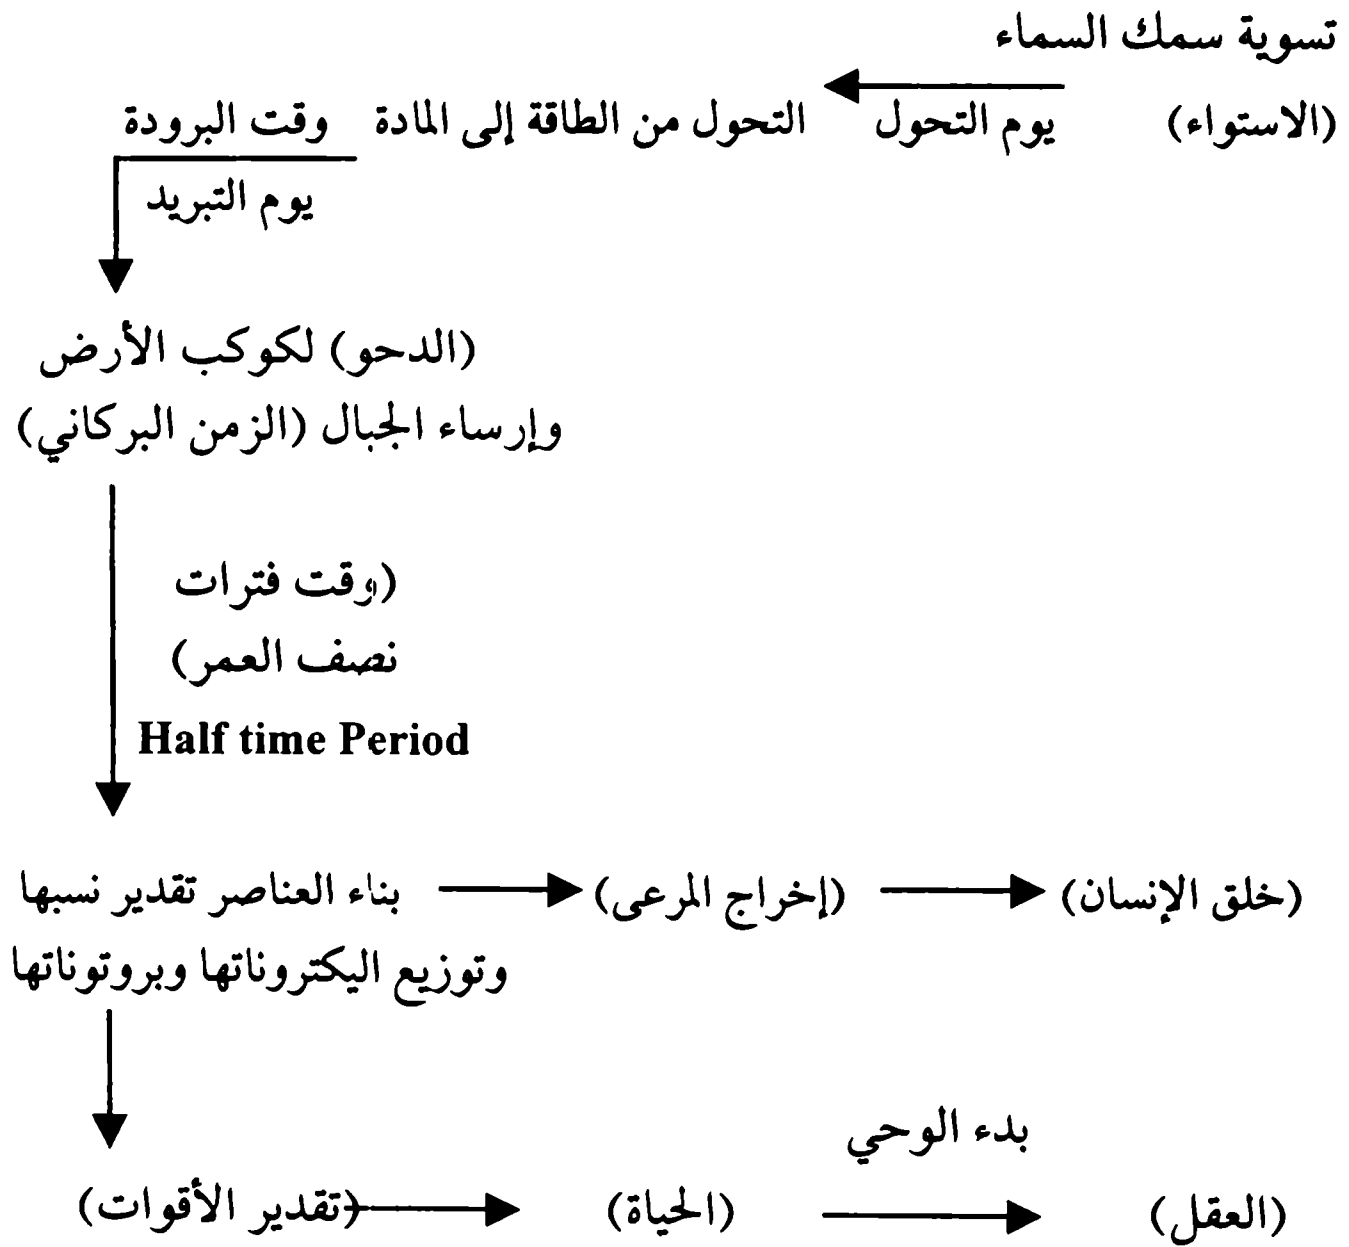 تسوية سمك السماء
(الاستواء) يوم التحول التحول من الطاقة إلى المادة وقت البرودة
يوم التبريد
(الدحو) لكوكب الأرض
وإرساء الجبال (الزمن البركاني)
(وقت فترات
نصف العمر)
Half time Period
بناء العناصر تقدير نسبها (إخراج المرعى) (خلق الإنسان)
وتوزيع اليكتروناتها وبروتوناتها
بدء الوحي
(تقدير الأقوات) (الحياة) (العقل)